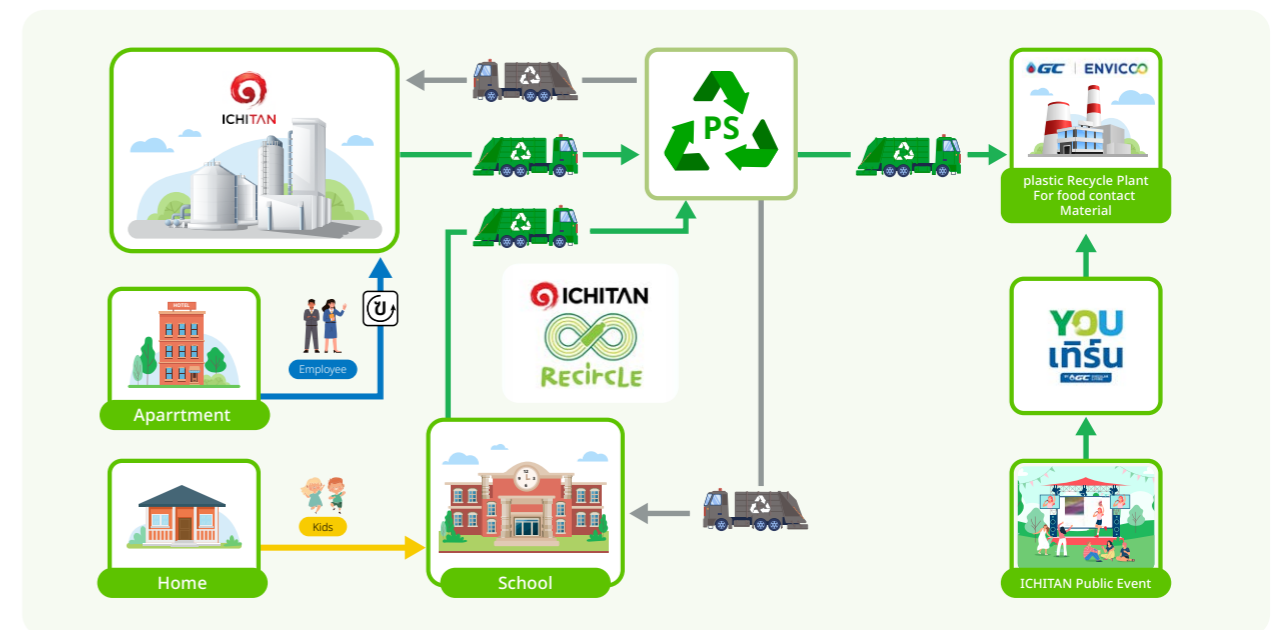 ICHITAN
PS
GC | ENVICCO
plastic Recycle Plant
For food contact
Material
HOTEL
Employee
Aparrtment
ICHITAN
RecircLE
YOU
เทิร์น
GC
Kids
Home
School
ICHITAN Public Event